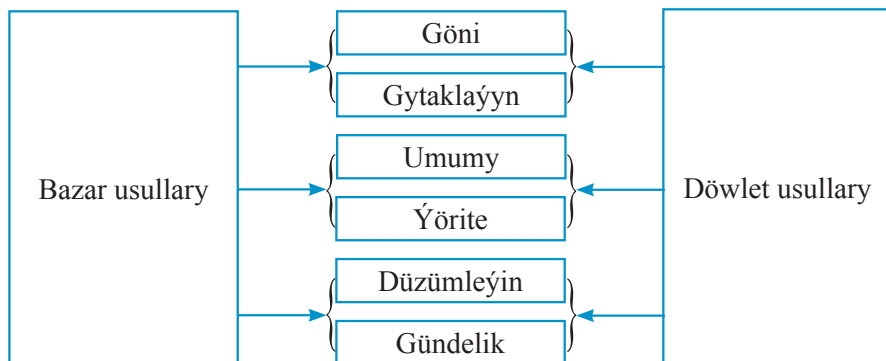 Göni
Gytaklaýyn
Umumy
Bazar usullary
Döwlet usullary
Ýörite
Düzümleýin
Gündelik